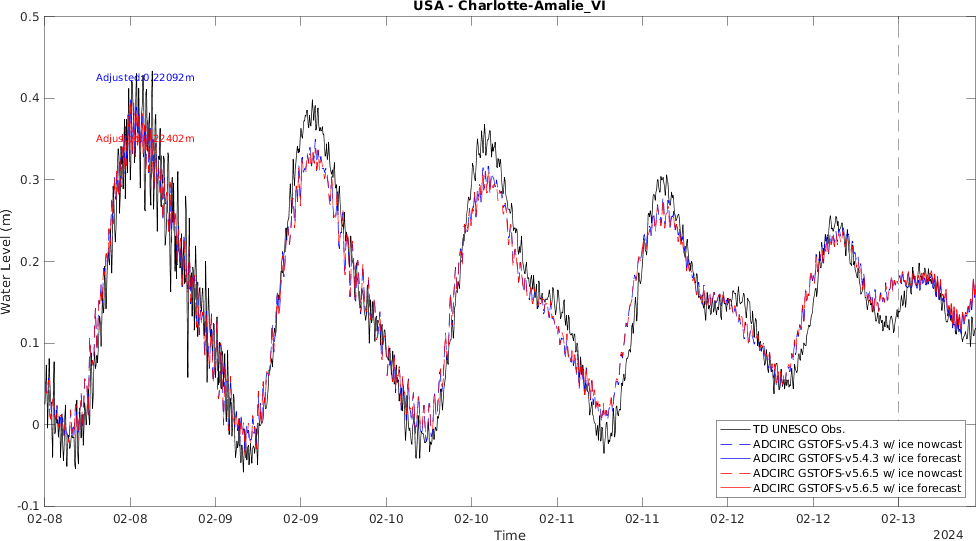 USA - Charlotte-Amalie_VI
0.5
0.4
0.3
0.2
0.1
0
-0.1
Water Level (m)
Adjusted:0.22092m
02-08
02-08
02-09
02-09
02-10
02-10
02-11
02-11
02-12
02-12
02-13
Time
2024
TD UNESCO Obs.
ADCIRC GSTOFS-v5.4.3 w/ ice nowcast
ADCIRC GSTOFS-v5.4.3 w/ ice forecast
ADCIRC GSTOFS-v5.6.5 w/ ice nowcast
ADCIRC GSTOFS-v5.6.5 w/ ice forecast